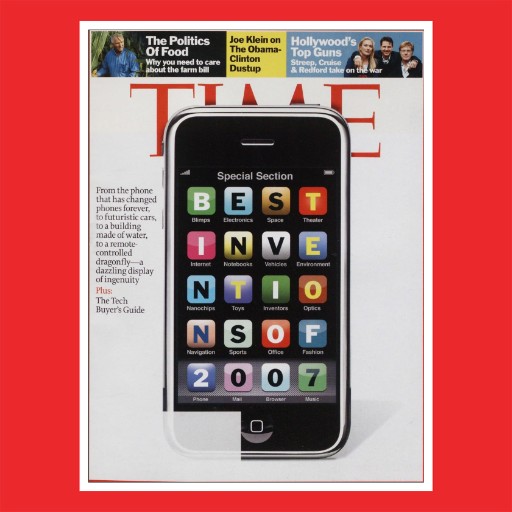 The Politics
Of Food
Why you need to care
about the farm bill
Joe Klein on
The Obama-
Clinton
Dustup
Hollywood's
Top Guns
Streep, Cruise
& Redford take on the war
TIME
Special Section
B E S T
Blimps Electronics Space Theater
I N V E
Internet Notebooks Vehicles Environment
N T I O
Nanochips Toys Inventors Optics
N S O F
Navigation Sports Office Fashion
2 0 0 7
Phone Mail Browser Music
From the phone
that has changed
phones forever,
to futuristic cars,
to a building
made of water,
to a remote-
controlled
dragonfly—a
dazzling display
of ingenuity
Plus:
The Tech
Buyer's Guide